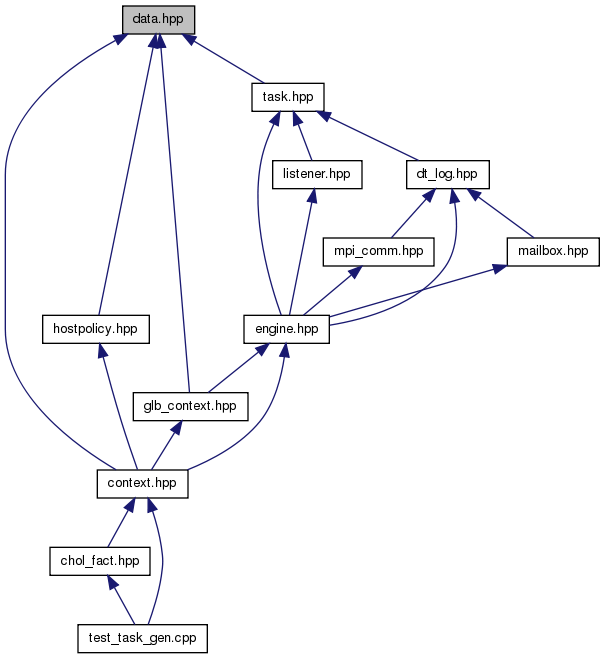 data.hpp
task.hpp
listener.hpp
dt_log.hpp
mpi_comm.hpp
mailbox.hpp
hostpolicy.hpp
engine.hpp
glb_context.hpp
context.hpp
chol_fact.hpp
test_task_gen.cpp